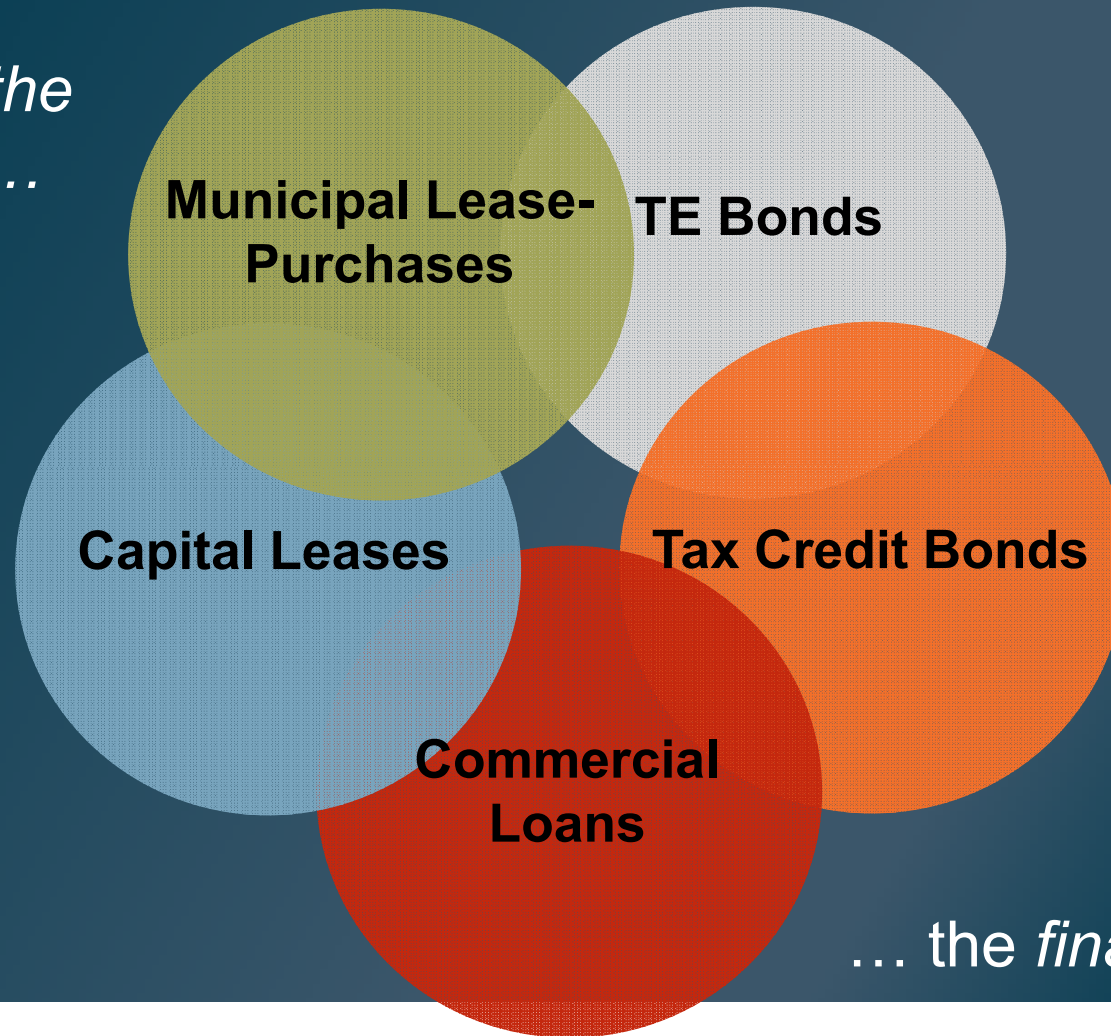 the
…
Municipal Lease-
Purchases
TE Bonds
Capital Leases
Tax Credit Bonds
Commercial
Loans
… the